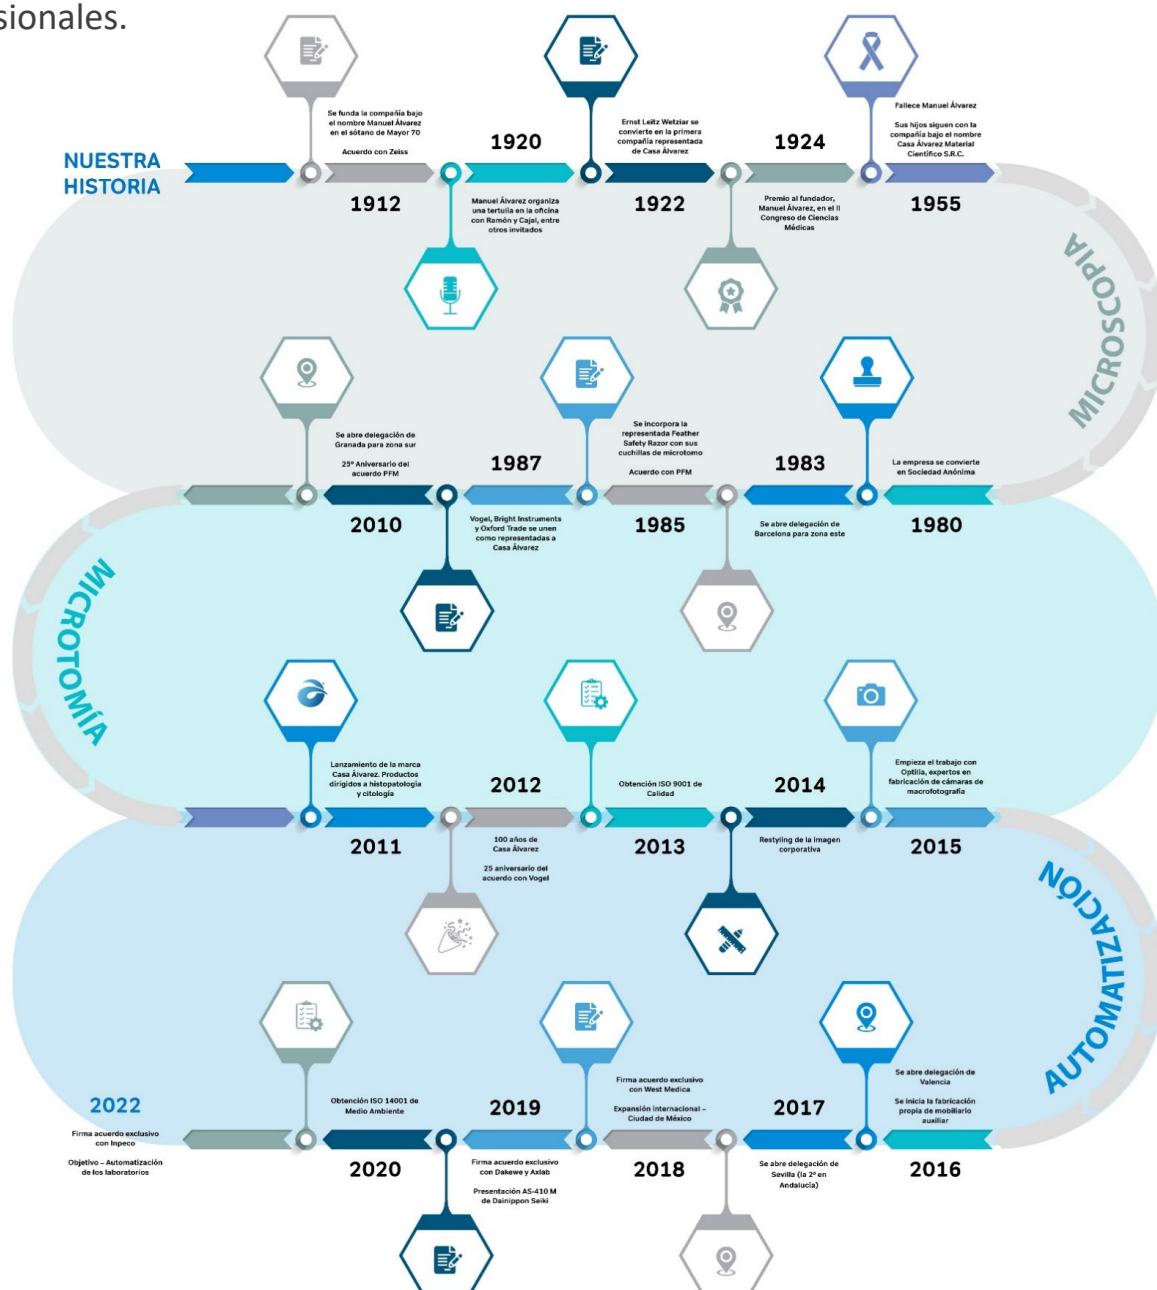 sionales.
NUESTRA
HISTORIA
Se funda la compañía bajo
el nombre Manuel Álvarez
en el sótano de Mayor 70
Acuerdo con Zeiss
1912
1920
Manuel Álvarez organiza
una tertulia en la oficina
con Ramón y Cajal, entre
otros invitados
Ernst Leitz Wetzlar se
convierte en la primera
compañía representada
de Casa Álvarez
1922
1924
Premio al fundador,
Manuel Álvarez, en el II
Congreso de Ciencias
Médicas
Fallece Manuel Álvarez
Sus hijos siguen con la
compañía bajo el nombre
Casa Álvarez Material
Científico S.R.C.
1955
MICROSCOPIA
La empresa se convierte
en Sociedad Anónima
1980
1983
Se abre delegación de
Barcelona para zona este
Se incorpora la
representada Feather
Safety Razor con sus
cuchillas de microtomo
Acuerdo con PFM
1985
1987
Vogel, Bright Instruments
y Oxford Trade se unen
como representadas a
Casa Álvarez
Se abre delegación de
Granada para zona sur
25º Aniversario del
acuerdo PFM
2010
MICROTOMÍA
Lanzamiento de la marca
Casa Álvarez. Productos
dirigidos a histopatología
y citología
2011
2012
100 años de
Casa Álvarez
25 aniversario del
acuerdo con Vogel
Obtención ISO 9001 de
Calidad
2013
2014
Restyling de la imagen
corporativa
Empieza el trabajo con
Optilia, expertos en
fabricación de cámaras de
macrofotografía
2015
AUTOMATIZACIÓN
Se abre delegación de
Valencia
Se inicia la fabricación
propia de mobiliario
auxiliar
2016
2017
Se abre delegación de
Sevilla (la 2ª en
Andalucía)
Firma acuerdo exclusivo
con West Medica
Expansión internacional –
Ciudad de México
2018
2019
Firma acuerdo exclusivo
con Dakewe y Axlab
Presentación AS-410 M
de Dainippon Seiki
Obtención ISO 14001 de
Medio Ambiente
2020
2022
Firma acuerdo exclusivo
con Inpeco
Objetivo – Automatización
de los laboratorios